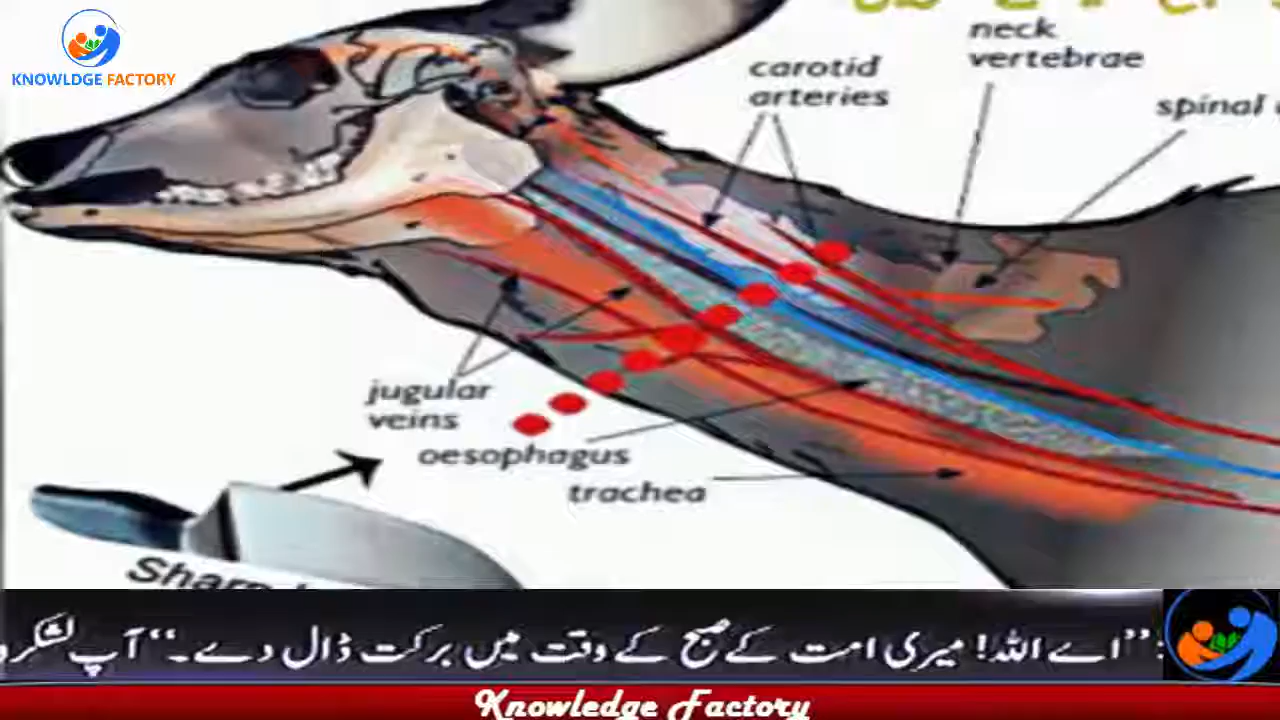 KNOWLDGE FACTORY
carotid
arteries
neck
vertebrae
spinal
jugular
veins
oesophagus
trachea
Sharp
:”اے اللہ! میری امت کے صبح کے وقت میں برکت ڈال دے۔“ آپ لشکر
Knowledge Factory